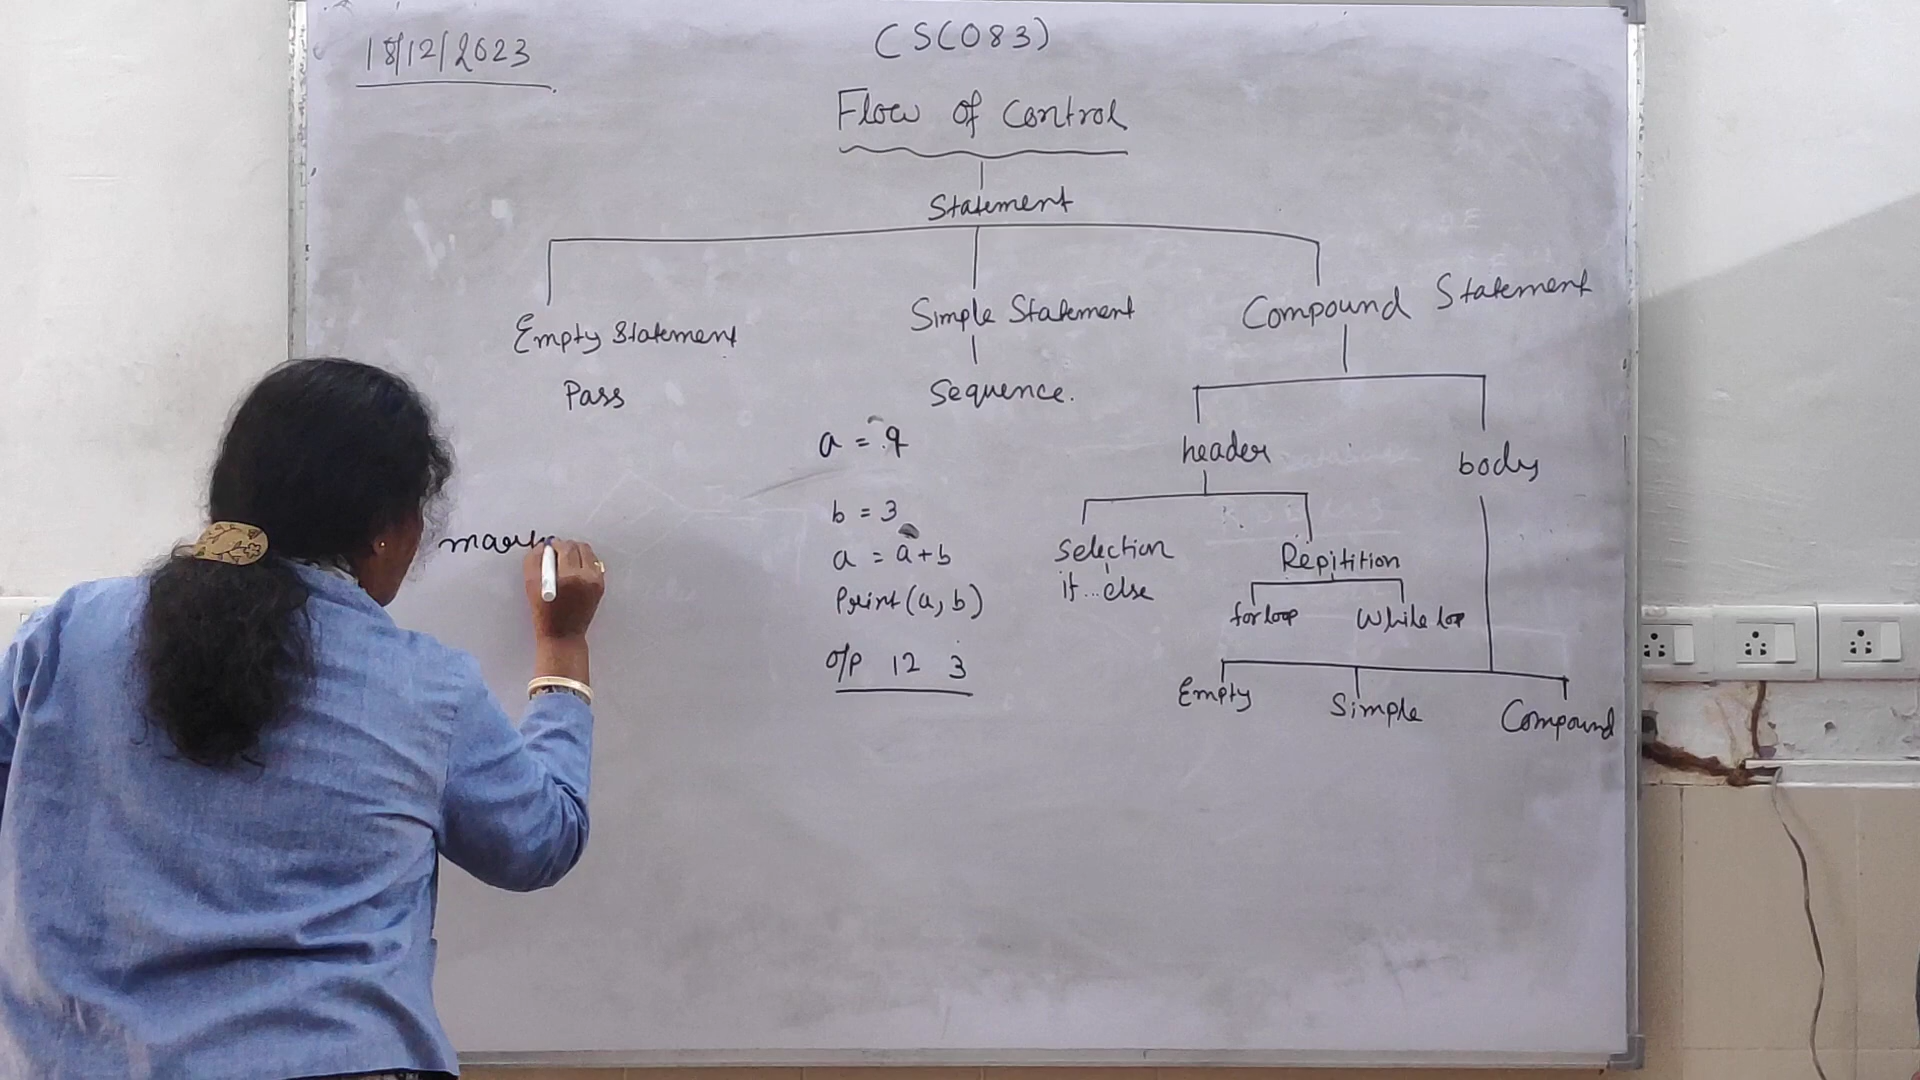 18/12/2023
CS(083)
Flow of Control
Statement
Empty Statement
Simple Statement
Compound Statement
Pass
Sequence.
header
body
a = 9
b = 3
a = a + b
Print(a, b)
O/P 12 3
Selection
if...else
Repitition
for loop
While lop
Empty
Simple
Compound